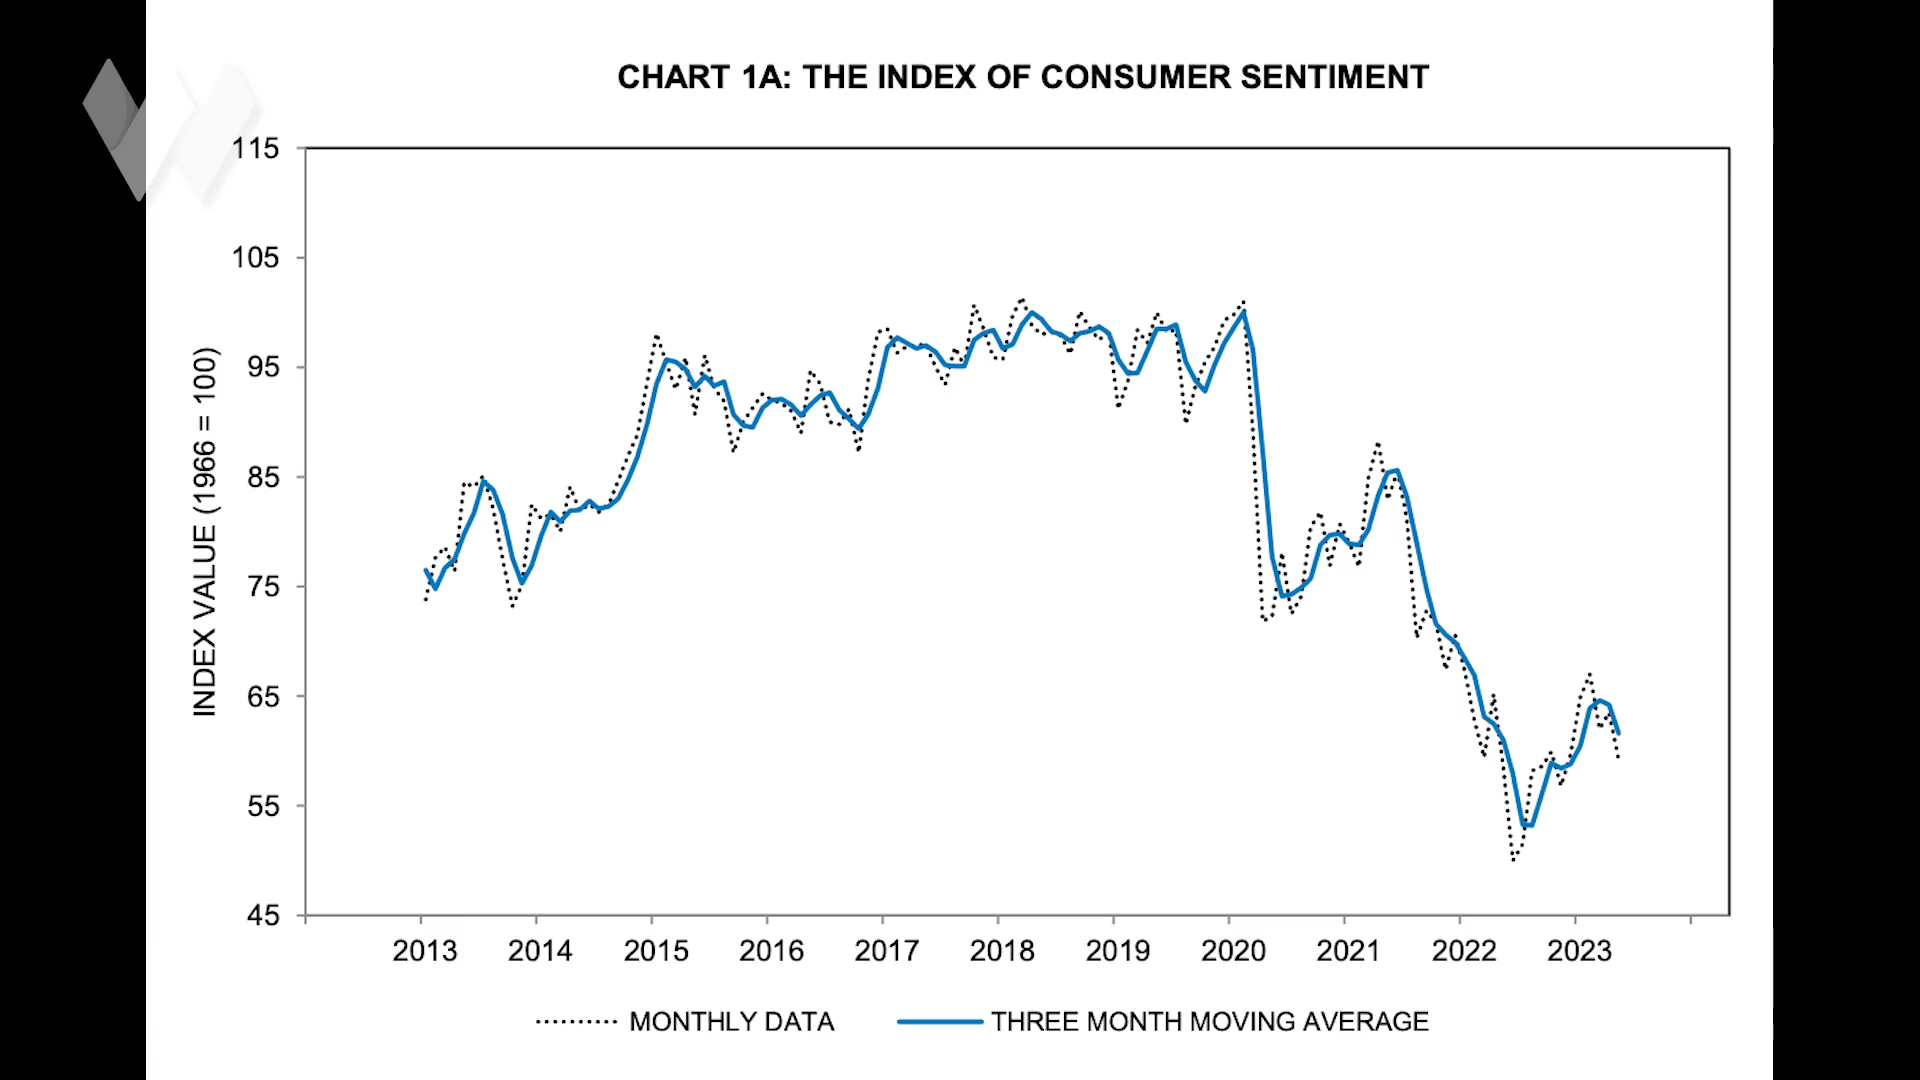 CHART 1A: THE INDEX OF CONSUMER SENTIMENT
INDEX VALUE (1966 = 100)
115
105
95
85
75
65
55
45
2013 2014 2015 2016 2017 2018 2019 2020 2021 2022 2023
MONTHLY DATA THREE MONTH MOVING AVERAGE